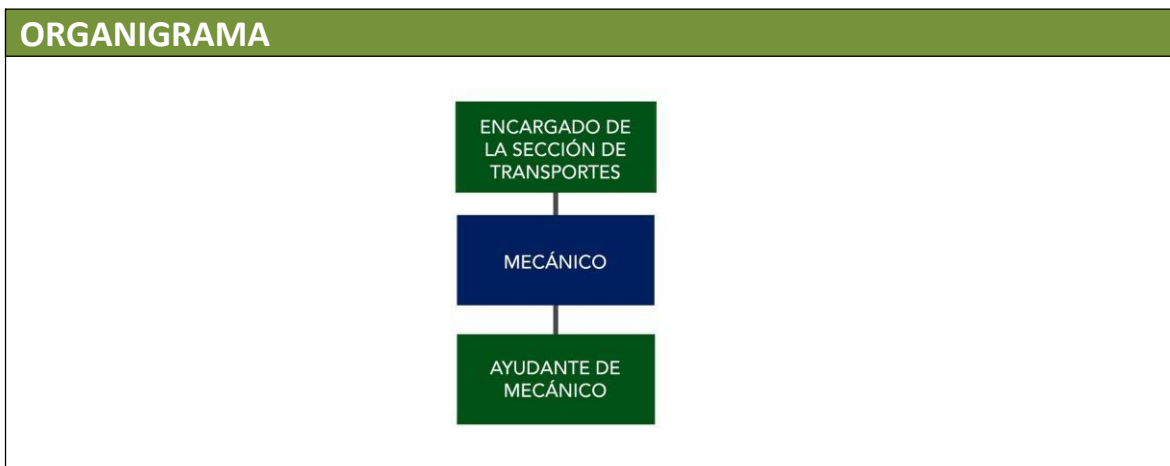 ORGANIGRAMA
ENCARGADO DE
LA SECCIÓN DE
TRANSPORTES
MECÁNICO
AYUDANTE DE
MECÁNICO